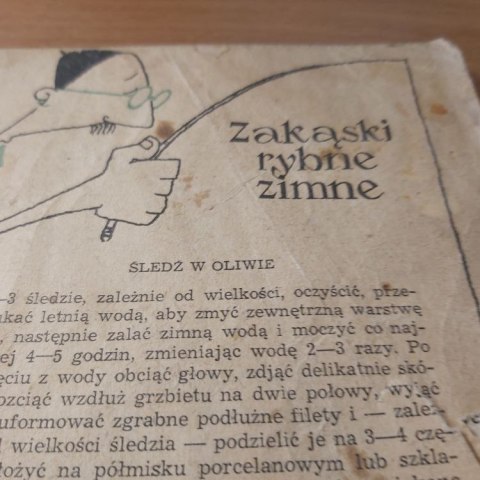 Zakąski
rybne
zimne
ŚLEDŹ W OLIWIE
—3 śledzie, zależnie od wielkości, oczyścić, prze-
ukać letnią wodą, aby zmyć zewnętrzną warstwę
, następnie zalać zimną wodą i moczyć co naj-
ej 4—5 godzin, zmieniając wodę 2—3 razy. Po
ęciu z wody obciąć głowy, zdjąć delikatnie skó-
ozciąć wzdłuż grzbietu na dwie połowy, wyjąć
uformować zgrabne podłużne filety i — zależ-
d wielkości śledzia — podzielić je na 3—4 czę-
łożyć na półmisku porcelanowym lub szkla-